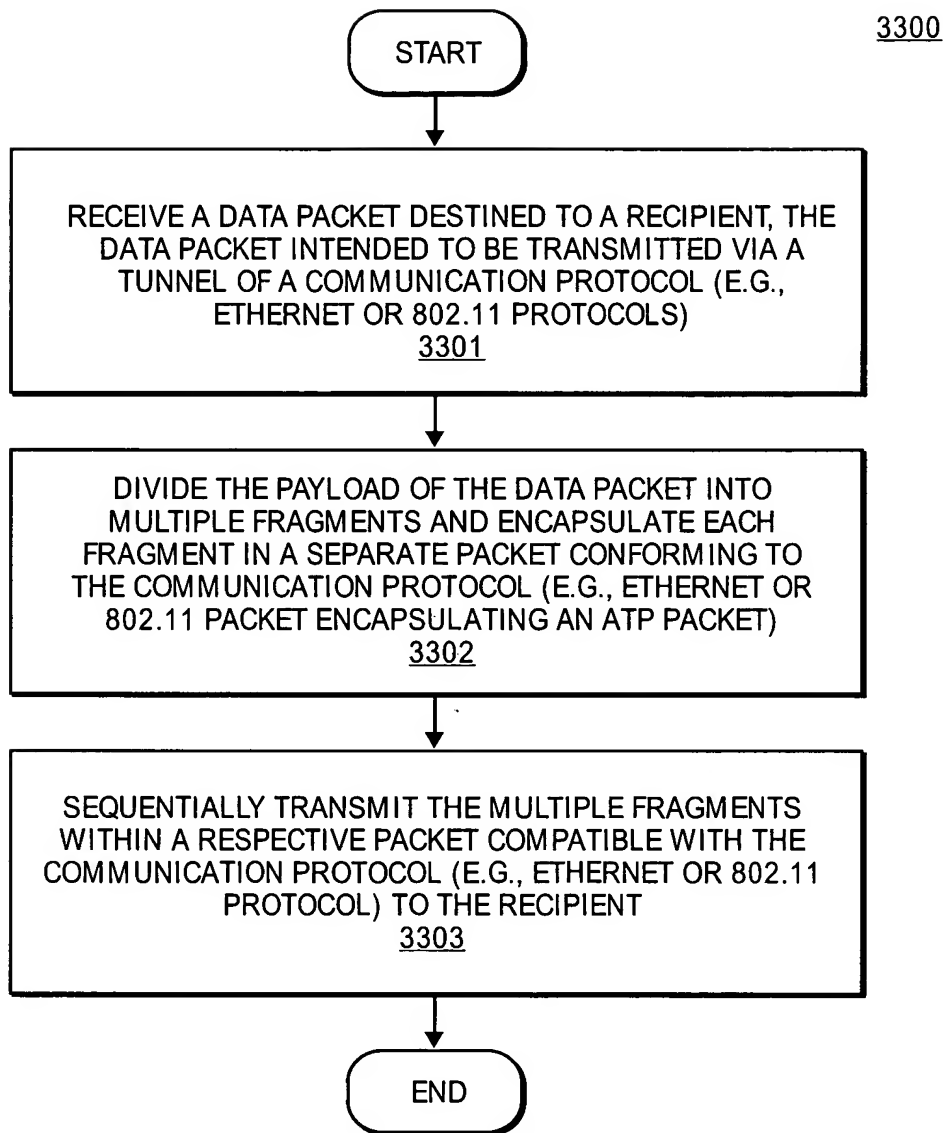 3300
START
RECEIVE A DATA PACKET DESTINED TO A RECIPIENT, THE
DATA PACKET INTENDED TO BE TRANSMITTED VIA A
TUNNEL OF A COMMUNICATION PROTOCOL (E.G.,
ETHERNET OR 802.11 PROTOCOLS)
3301
DIVIDE THE PAYLOAD OF THE DATA PACKET INTO
MULTIPLE FRAGMENTS AND ENCAPSULATE EACH
FRAGMENT IN A SEPARATE PACKET CONFORMING TO
THE COMMUNICATION PROTOCOL (E.G., ETHERNET OR
802.11 PACKET ENCAPSULATING AN ATP PACKET)
3302
SEQUENTIALLY TRANSMIT THE MULTIPLE FRAGMENTS
WITHIN A RESPECTIVE PACKET COMPATIBLE WITH THE
COMMUNICATION PROTOCOL (E.G., ETHERNET OR 802.11
PROTOCOL) TO THE RECIPIENT
3303
END